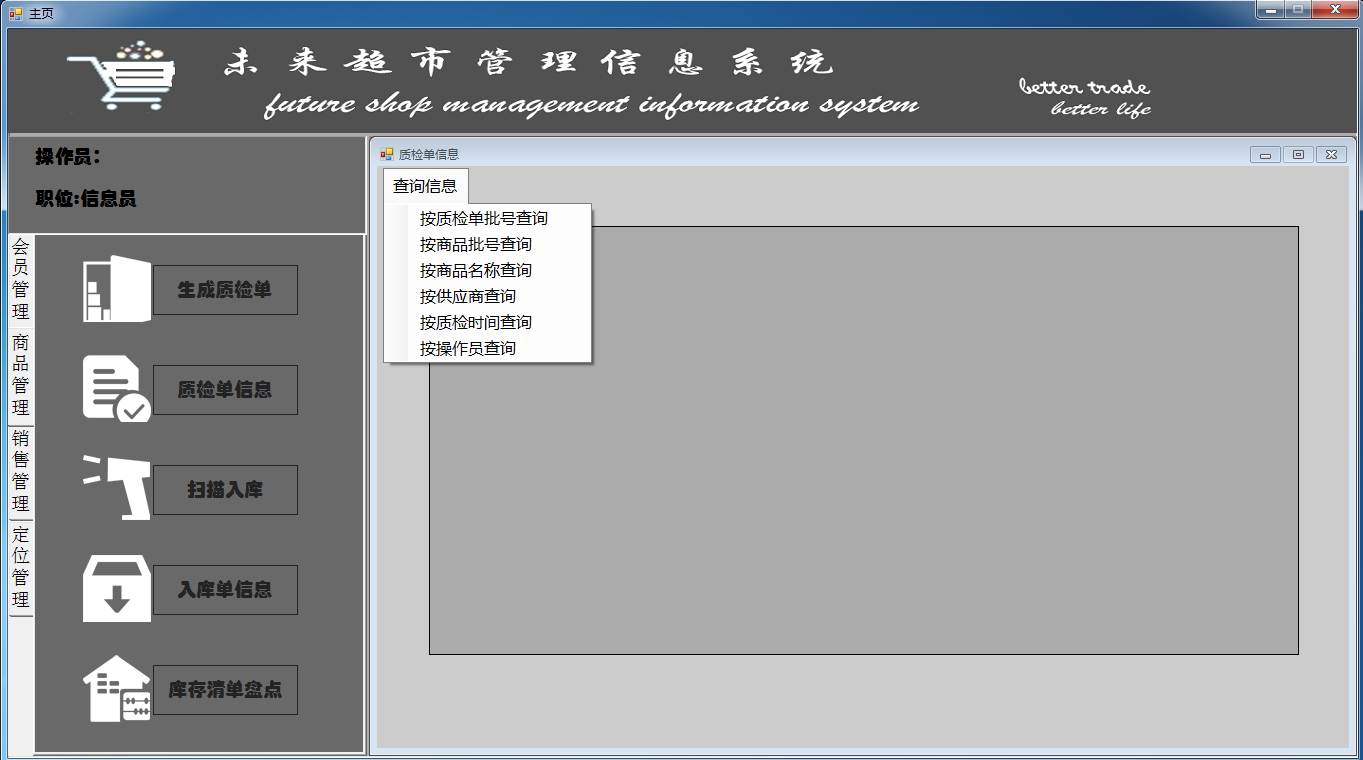 主页
未来超市管理信息系统
future shop management information system
better trade
better life
操作员：
职位:信息员
会员管理
商品管理
销售管理
定位管理
生成质检单
质检单信息
扫描入库
入库单信息
库存清单盘点
质检单信息
查询信息
按质检单批号查询
按商品批号查询
按商品名称查询
按供应商查询
按质检时间查询
按操作员查询